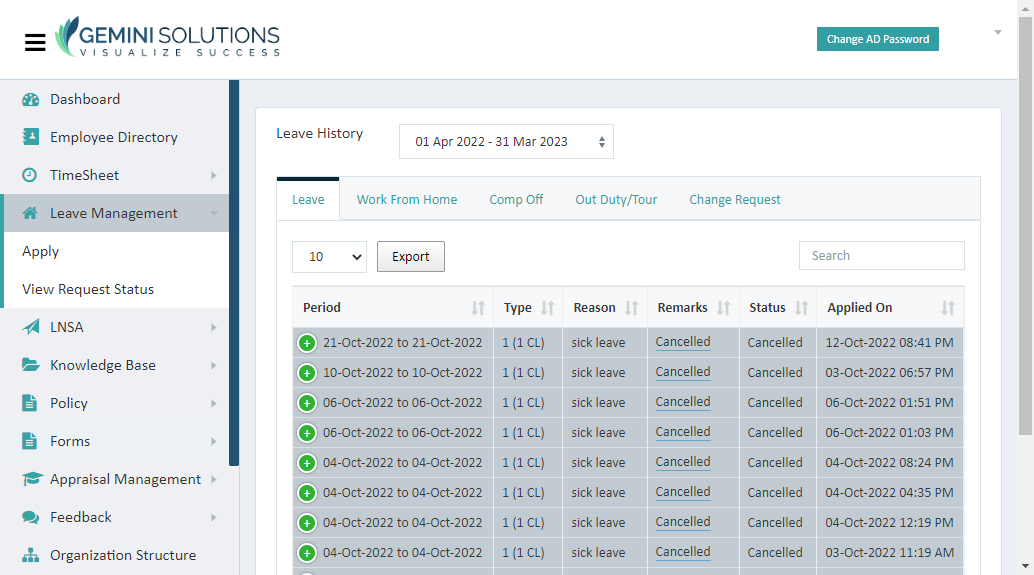 GEMINI SOLUTIONS
VISUALIZE SUCCESS
Change AD Password
Dashboard
Employee Directory
TimeSheet
Leave Management
Apply
View Request Status
LNSA
Knowledge Base
Policy
Forms
Appraisal Management
Feedback
Organization Structure
Leave History
01 Apr 2022 - 31 Mar 2023
Leave Work From Home Comp Off Out Duty/Tour Change Request
10 Export Search
Period Type Reason Remarks Status Applied On
21-Oct-2022 to 21-Oct-2022 1 (1 CL) sick leave Cancelled Cancelled 12-Oct-2022 08:41 PM
10-Oct-2022 to 10-Oct-2022 1 (1 CL) sick leave Cancelled Cancelled 03-Oct-2022 06:57 PM
06-Oct-2022 to 06-Oct-2022 1 (1 CL) sick leave Cancelled Cancelled 06-Oct-2022 01:51 PM
06-Oct-2022 to 06-Oct-2022 1 (1 CL) sick leave Cancelled Cancelled 06-Oct-2022 01:03 PM
04-Oct-2022 to 04-Oct-2022 1 (1 CL) sick leave Cancelled Cancelled 04-Oct-2022 08:24 PM
04-Oct-2022 to 04-Oct-2022 1 (1 CL) sick leave Cancelled Cancelled 04-Oct-2022 04:35 PM
04-Oct-2022 to 04-Oct-2022 1 (1 CL) sick leave Cancelled Cancelled 04-Oct-2022 12:19 PM
04-Oct-2022 to 04-Oct-2022 1 (1 CL) sick leave Cancelled Cancelled 03-Oct-2022 11:19 AM